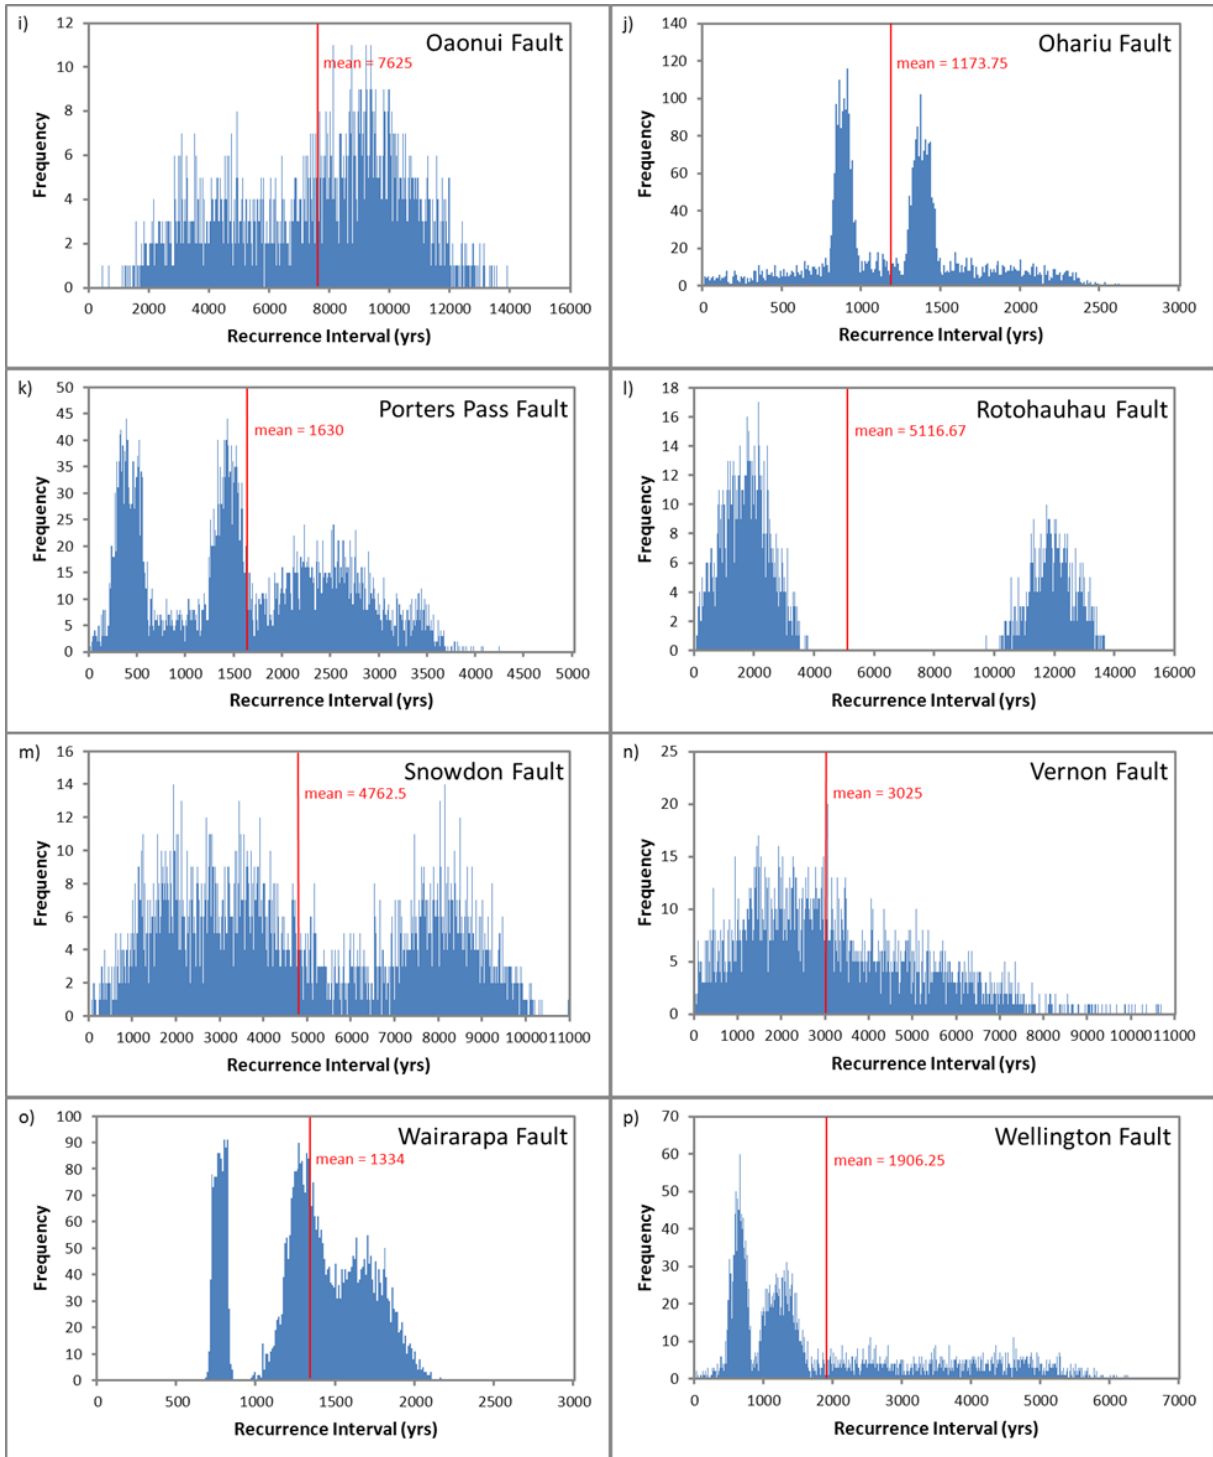 i)
Oaonui Fault
mean = 7625
Frequency
12
10
8
6
4
2
0
0 2000 4000 6000 8000 10000 12000 14000 16000
Recurrence Interval (yrs)
j)
Ohariu Fault
mean = 1173.75
Frequency
140
120
100
80
60
40
20
0
0 500 1000 1500 2000 2500 3000
Recurrence Interval (yrs)
k)
Porters Pass Fault
mean = 1630
Frequency
50
45
40
35
30
25
20
15
10
5
0
0 500 1000 1500 2000 2500 3000 3500 4000 4500 5000
Recurrence Interval (yrs)
l)
Rotohauhau Fault
mean = 5116.67
Frequency
18
16
14
12
10
8
6
4
2
0
0 2000 4000 6000 8000 10000 12000 14000 16000
Recurrence Interval (yrs)
m)
Snowdon Fault
mean = 4762.5
Frequency
16
14
12
10
8
6
4
2
0
0 1000 2000 3000 4000 5000 6000 7000 8000 9000 10000 11000
Recurrence Interval (yrs)
n)
Vernon Fault
mean = 3025
Frequency
25
20
15
10
5
0
0 1000 2000 3000 4000 5000 6000 7000 8000 9000 10000 11000
Recurrence Interval (yrs)
o)
Wairarapa Fault
mean = 1334
Frequency
100
90
80
70
60
50
40
30
20
10
0
0 500 1000 1500 2000 2500 3000
Recurrence Interval (yrs)
p)
Wellington Fault
mean = 1906.25
Frequency
70
60
50
40
30
20
10
0
0 1000 2000 3000 4000 5000 6000 7000
Recurrence Interval (yrs)